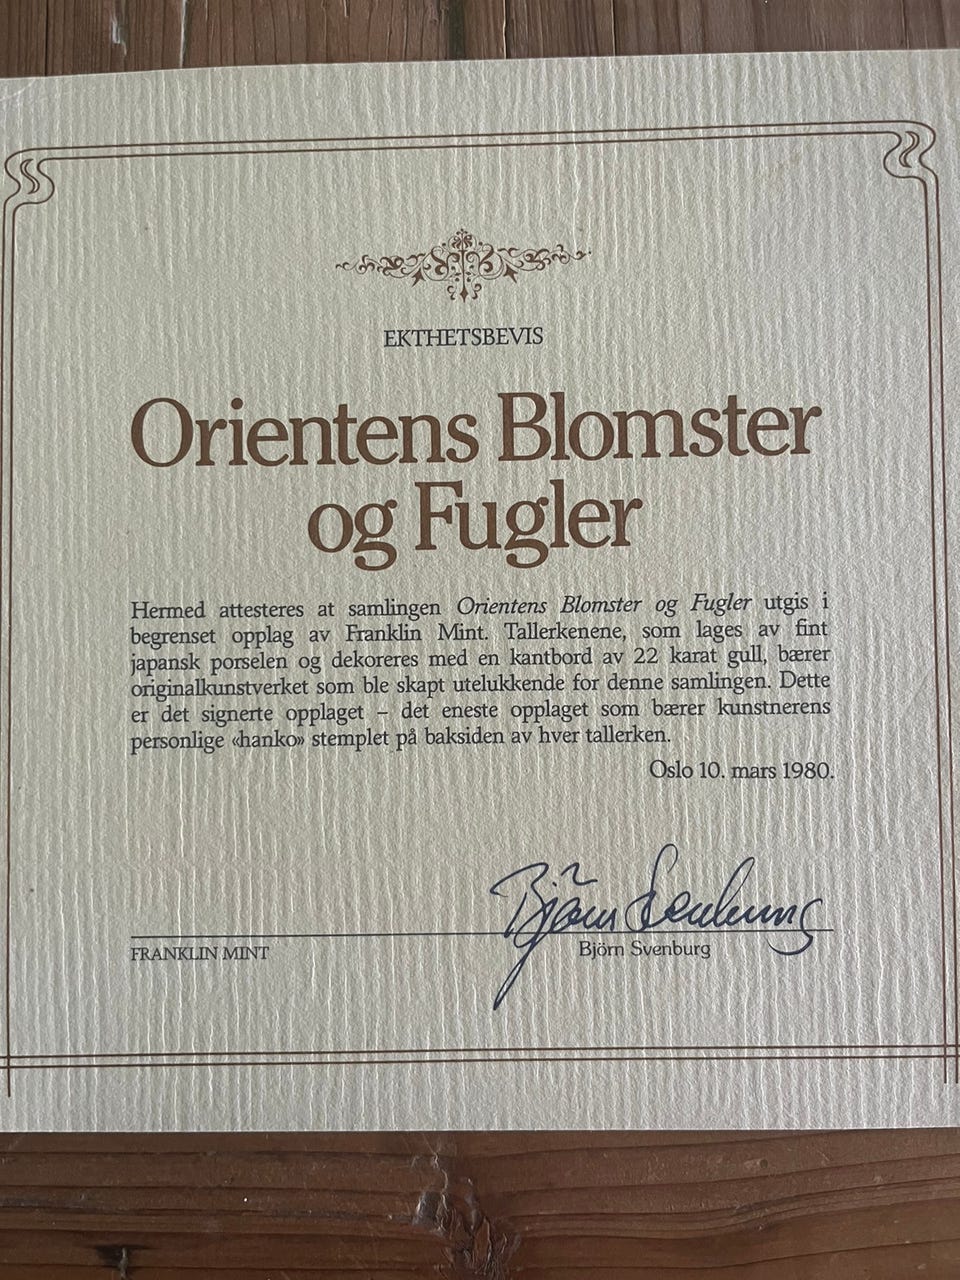 EKTHETSBEVIS
Orientens Blomster
og Fugler
Hermed attesteres at samlingen Orientens Blomster og Fugler utgis i
begrenset opplag av Franklin Mint. Tallerkenene, som lages av fint
japansk porselen og dekoreres med en kantbord av 22 karat gull, bærer
originalkunstverket som ble skapt utelukkende for denne samlingen. Dette
er det signerte opplaget – det eneste opplaget som bærer kunstnerens
personlige «hanko» stemplet på baksiden av hver tallerken.
Oslo 10. mars 1980.
Björn Svenburg
FRANKLIN MINT
Björn Svenburg